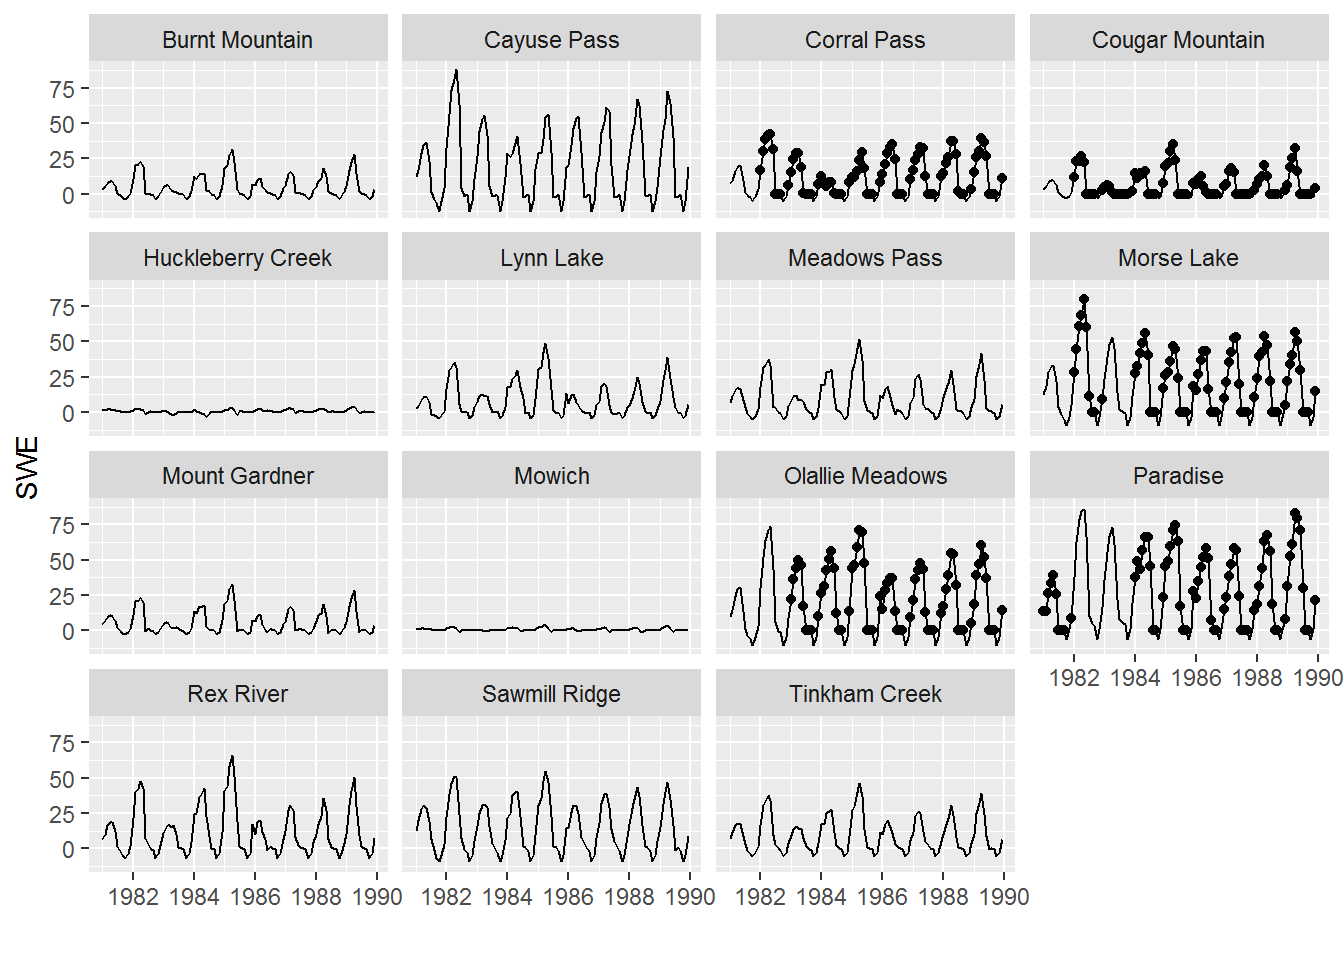 Burnt Mountain Cayuse Pass Corral Pass Cougar Mountain
75
50
25
0
Huckleberry Creek Lynn Lake Meadows Pass Morse Lake
75
50
25
0
SWE
Mount Gardner Mowich Olallie Meadows Paradise
75
50
25
0
1982 1984 1986 1988 1990
Rex River Sawmill Ridge Tinkham Creek
75
50
25
0
1982 1984 1986 1988 1990 1982 1984 1986 1988 1990 1982 1984 1986 1988 1990